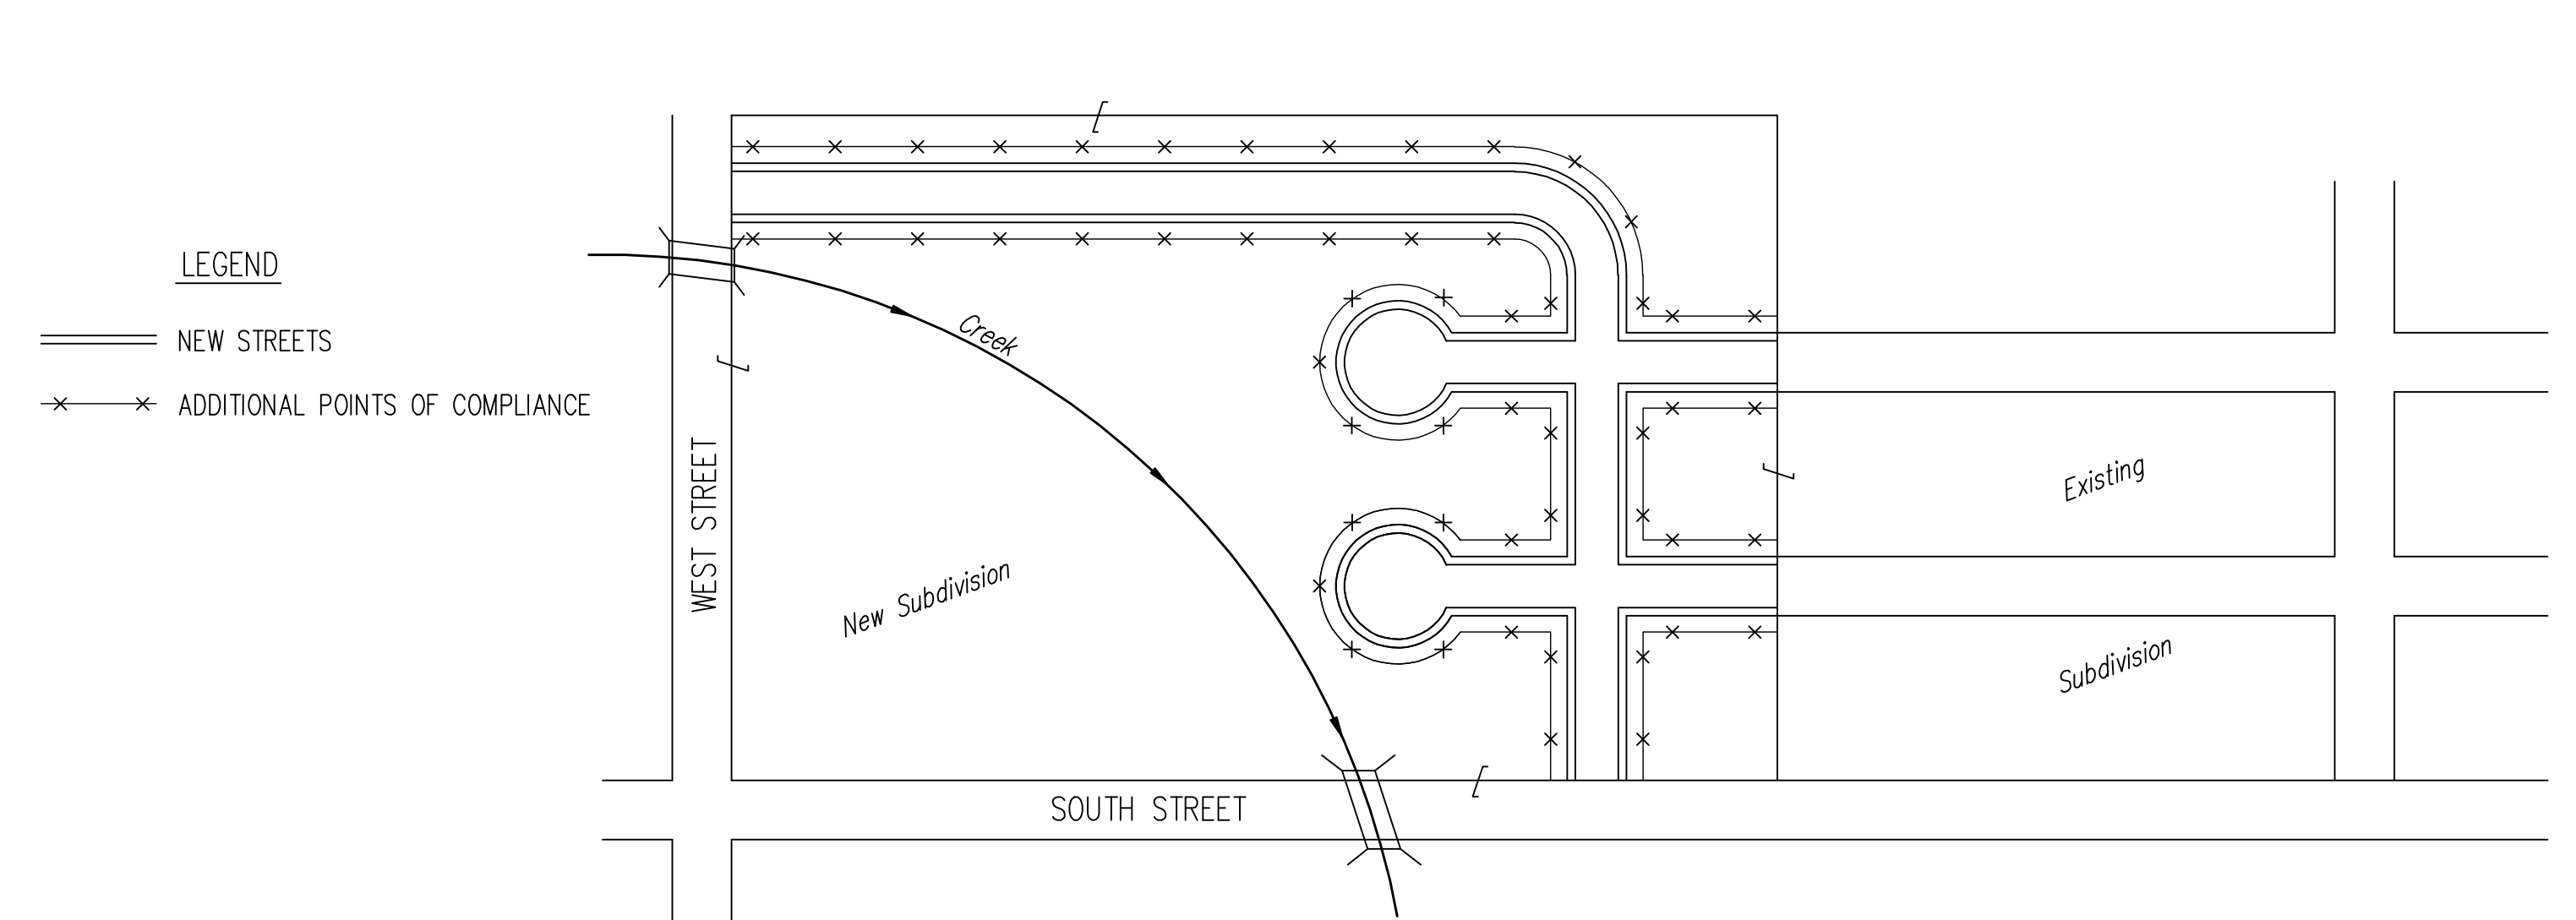 LEGEND
NEW STREETS
ADDITIONAL POINTS OF COMPLIANCE
Creek
WEST STREET
New Subdivision
SOUTH STREET
Existing
Subdivision